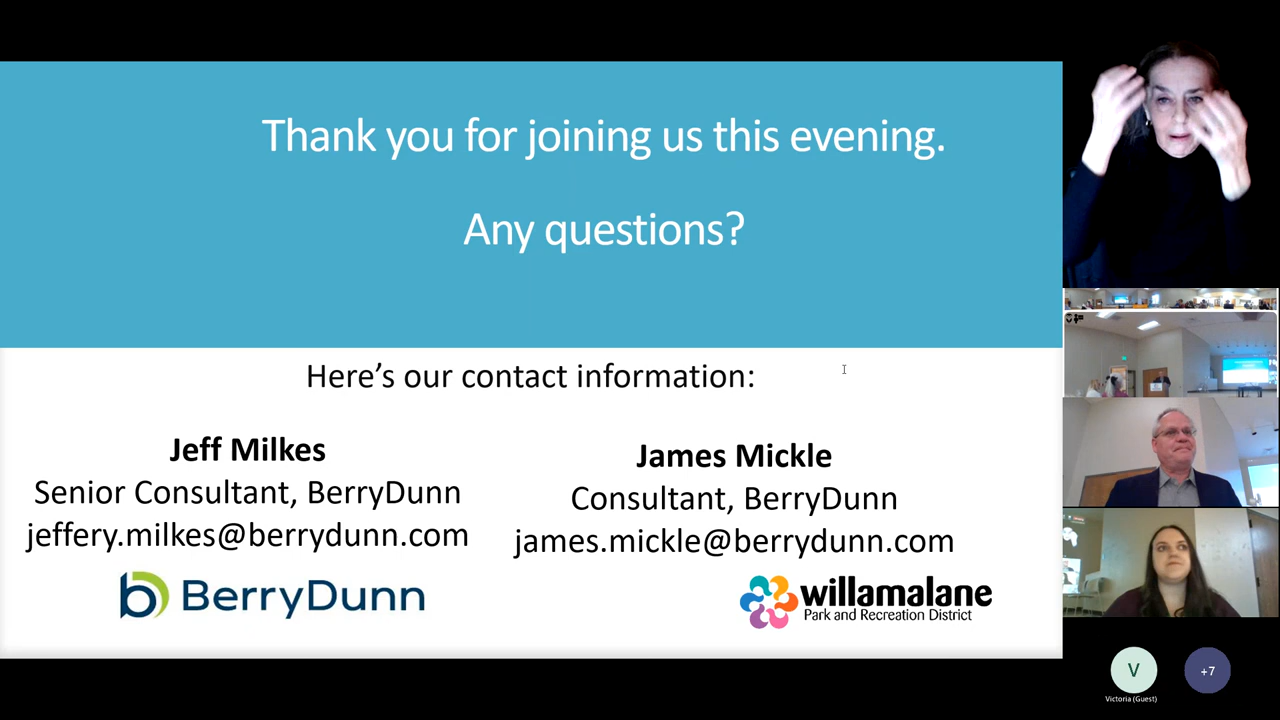 Thank you for joining us this evening.
Any questions?
Here’s our contact information:
Jeff Milkes
Senior Consultant, BerryDunn
jeffery.milkes@berrydunn.com
James Mickle
Consultant, BerryDunn
james.mickle@berrydunn.com
b BerryDunn
willamalane
Park and Recreation District
V
Victoria (Guest)
+7